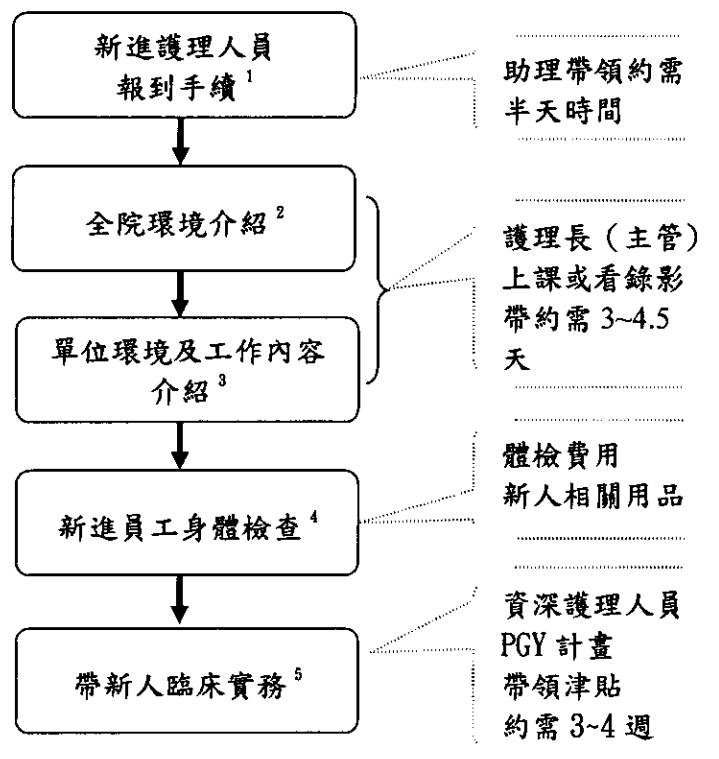 新進護理人員
報到手續1
助理帶領約需
半天時間
全院環境介紹2
單位環境及工作內容
介紹3
護理長（主管）
上課或看錄影
帶約需 3~4.5
天
新進員工身體檢查4
體檢費用
新人相關用品
帶新人臨床實務5
資深護理人員
PGY 計畫
帶領津貼
約需 3~4 週